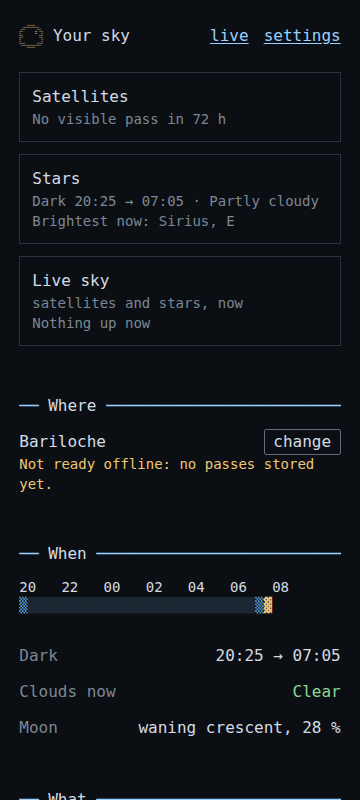 Your sky live settings
Satellites
No visible pass in 72 h
Stars
Dark 20:25 → 07:05 · Partly cloudy
Brightest now: Sirius, E
Live sky
satellites and stars, now
Nothing up now
Where
Bariloche change
Not ready offline: no passes stored
yet.
When
20 22 00 02 04 06 08
Dark 20:25 → 07:05
Clouds now Clear
Moon waning crescent, 28 %
What